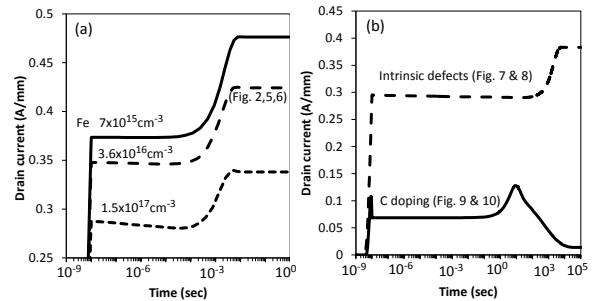 (a)
0.5
0.45
0.4
0.35
0.3
0.25
Drain current (A/mm)
Fe 7x10¹⁵cm⁻³
3.6x10¹⁶cm⁻³
1.5x10¹⁷cm⁻³
(Fig. 2,5,6)
10⁻⁹ 10⁻⁶ 10⁻³ 10⁰
Time (sec)
(b)
0.45
0.4
0.35
0.3
0.25
0.2
0.15
0.1
0.05
0
Drain current (A/mm)
Intrinsic defects (Fig. 7 & 8)
C doping (Fig. 9 & 10)
10⁻⁹ 10⁻⁶ 10⁻³ 10⁰ 10³ 10⁵
Time (sec)